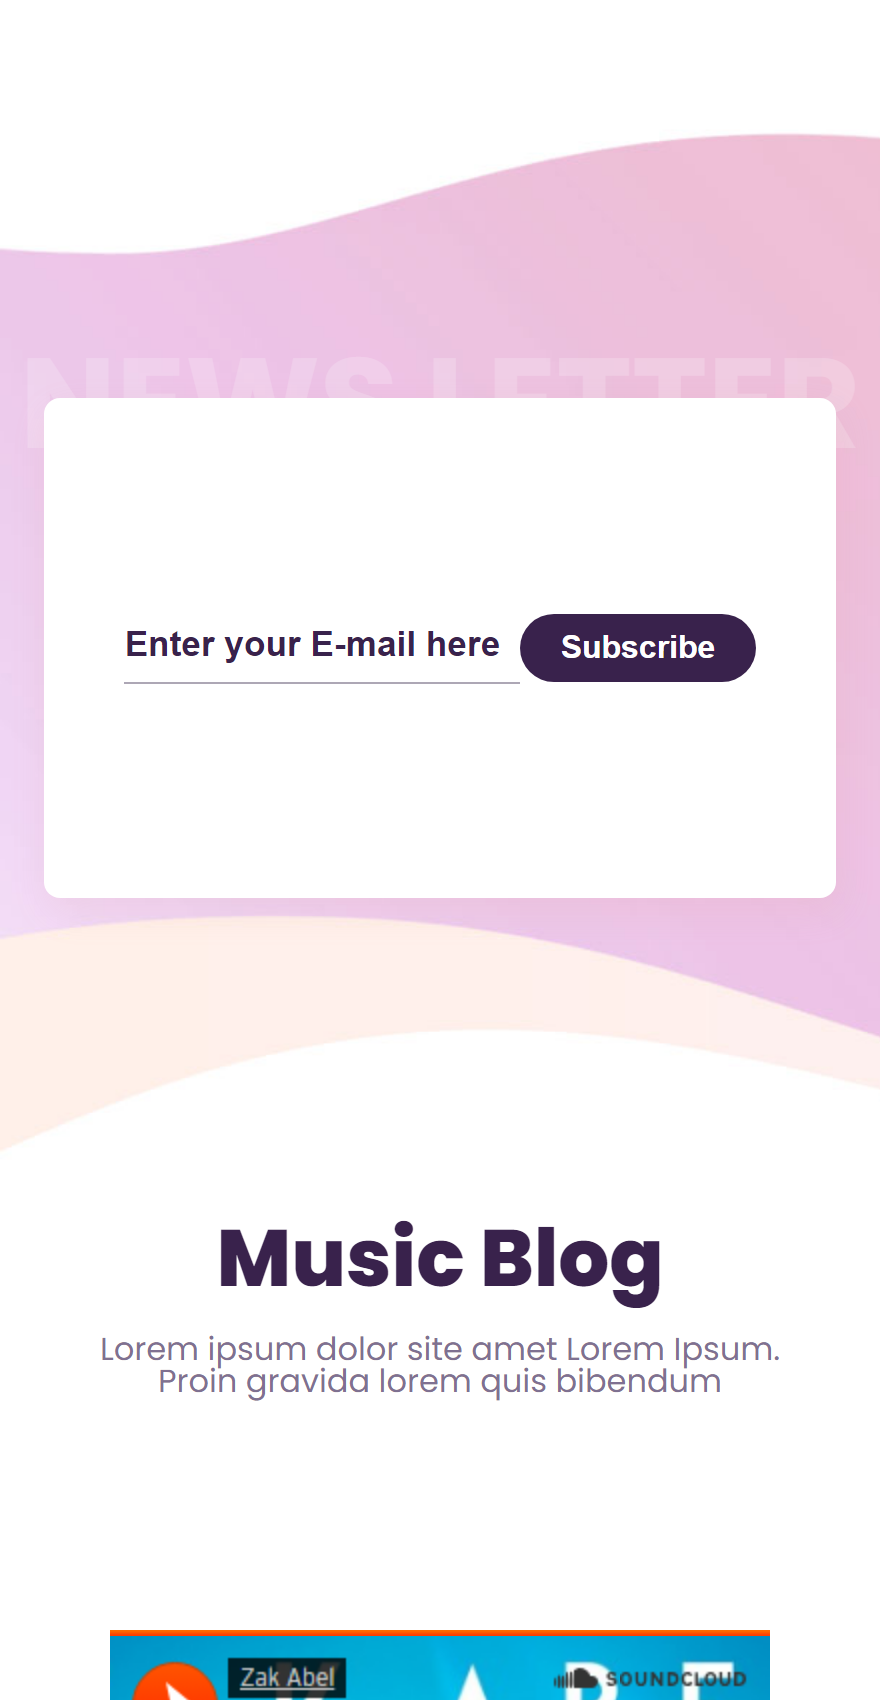 NEWS LETTER
Enter your E-mail here
Subscribe
Music Blog
Lorem ipsum dolor site amet Lorem Ipsum.
Proin gravida lorem quis bibendum
Zak Abel
SOUNDCLOUD